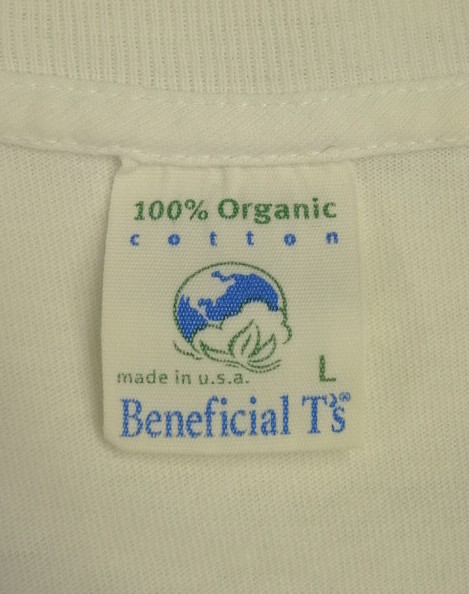 100% Organic
cotton
made in u.s.a.
L
Beneficial T's®